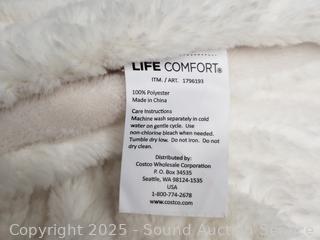 LIFE COMFORT®
ITM. / ART. 1796193
100% Polyester
Made in China
Care Instructions
Machine wash separately in cold
water on gentle cycle. Use
non-chlorine bleach when needed.
Tumble dry low. Do not iron. Do not
dry clean.
Distributed by:
Costco Wholesale Corporation
P. O. Box 34535
Seattle, WA 98124-1535
USA
1-800-774-2678
www.costco.com
Copyright 2025 - Sound Auction Service